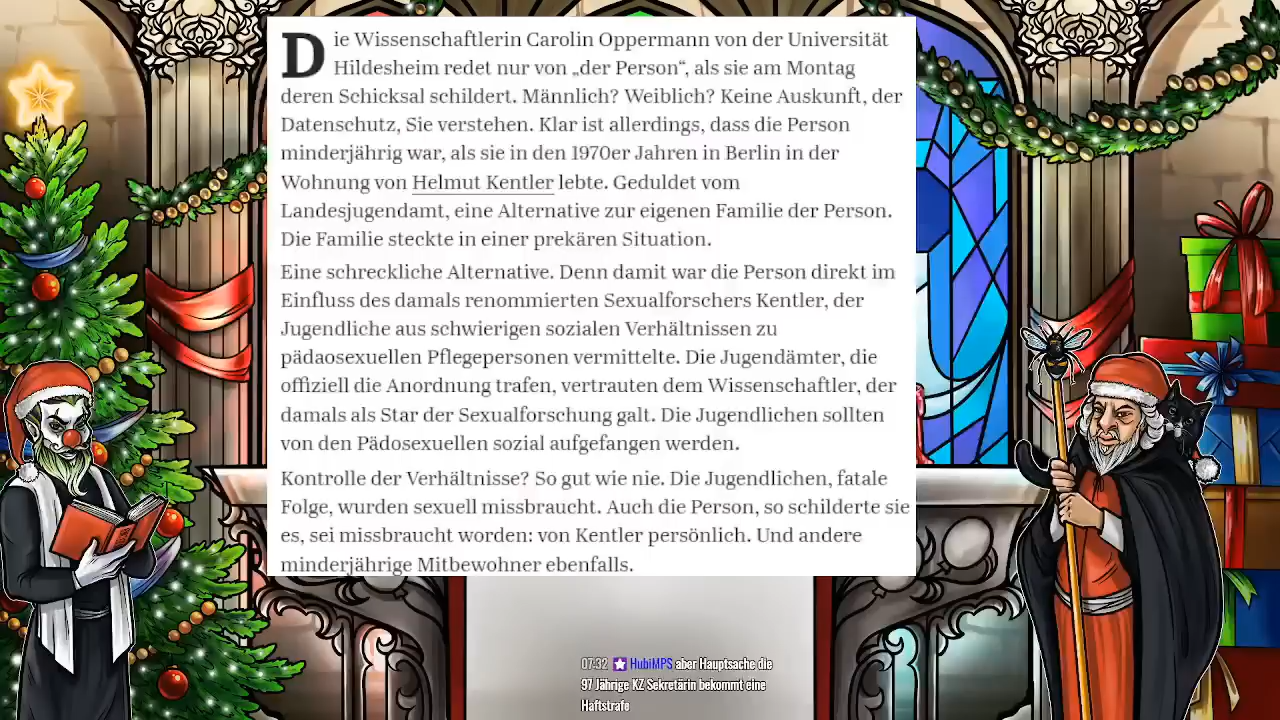 Die Wissenschaftlerin Carolin Oppermann von der Universität
Hildesheim redet nur von „der Person“, als sie am Montag
deren Schicksal schildert. Männlich? Weiblich? Keine Auskunft, der
Datenschutz, Sie verstehen. Klar ist allerdings, dass die Person
minderjährig war, als sie in den 1970er Jahren in Berlin in der
Wohnung von Helmut Kentler lebte. Geduldet vom
Landesjugendamt, eine Alternative zur eigenen Familie der Person.
Die Familie steckte in einer prekären Situation.
Eine schreckliche Alternative. Denn damit war die Person direkt im
Einfluss des damals renommierten Sexualforschers Kentler, der
Jugendliche aus schwierigen sozialen Verhältnissen zu
pädaosexuellen Pflegepersonen vermittelte. Die Jugendämter, die
offiziell die Anordnung trafen, vertrauten dem Wissenschaftler, der
damals als Star der Sexualforschung galt. Die Jugendlichen sollten
von den Pädosexuellen sozial aufgefangen werden.
Kontrolle der Verhältnisse? So gut wie nie. Die Jugendlichen, fatale
Folge, wurden sexuell missbraucht. Auch die Person, so schilderte sie
es, sei missbraucht worden: von Kentler persönlich. Und andere
minderjährige Mitbewohner ebenfalls.
07:32 HubiMPS aber Hauptsache die
97 Jährige KZ Sekretärin bekommt eine
Haftstrafe